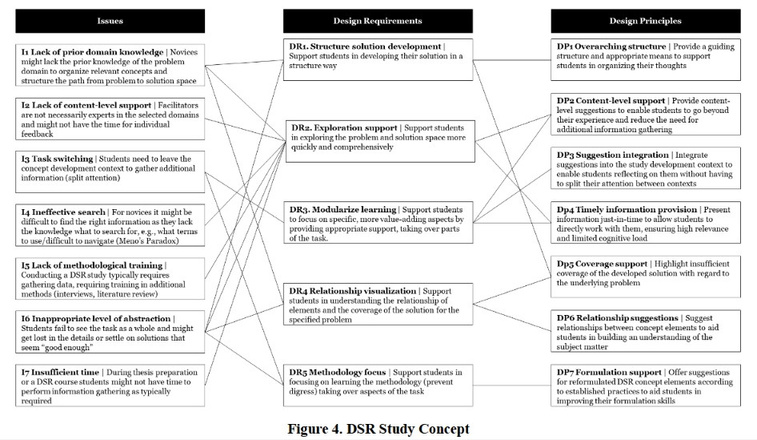 Issues
Design Requirements
Design Principles
I1 Lack of prior domain knowledge | Novices
might lack the prior knowledge of the problem
domain to organize relevant concepts and
structure the path from problem to solution space
I2 Lack of content-level support | Facilitators
are not necessarily experts in the selected domains
and might not have the time for individual
feedback
I3 Task switching | Students need to leave the
concept development context to gather additional
information (split attention)
I4 Ineffective search | For novices it might be
difficult to find the right information as they lack
the knowledge what to search for, e.g., what terms
to use/difficult to navigate (Meno's Paradox)
I5 Lack of methodological training |
Conducting a DSR study typically requires
gathering data, requiring training in additional
methods (interviews, literature review)
I6 Inappropriate level of abstraction |
Students fail to see the task as a whole and might
get lost in the details or settle on solutions that
seem "good enough"
I7 Insufficient time | During thesis preparation
or a DSR course students might not have time to
perform information gathering as typically
required
DR1. Structure solution development |
Support students in developing their solution in a
structure way
DR2. Exploration support | Support students
in exploring the problem and solution space more
quickly and comprehensively
DR3. Modularize learning | Support students
to focus on specific, more value-adding aspects by
providing appropriate support, taking over parts
of the task.
DR4 Relationship visualization | Support
students in understanding the relationship of
elements and the coverage of the solution for the
specified problem
DR5 Methodology focus | Support students in
focusing on learning the methodology (prevent
digress) taking over aspects of the task
DP1 Overarching structure | Provide a guiding
structure and appropriate means to support
students in organizing their thoughts
DP2 Content-level support | Provide content-
level suggestions to enable students to go beyond
their experience and reduce the need for
additional information gathering
DP3 Suggestion integration | Integrate
suggestions into the study development context to
enable students reflecting on them without having
to split their attention between contexts
Dp4 Timely information provision | Present
information just-in-time to allow students to
directly work with them, ensuring high relevance
and limited cognitive load
Dp5 Coverage support | Highlight insufficient
coverage of the developed solution with regard to
the underlying problem
DP6 Relationship suggestions | Suggest
relationships between concept elements to aid
students in building an understanding of the
subject matter
DP7 Formulation support | Offer suggestions
for reformulated DSR concept elements according
to established practices to aid students in
improving their formulation skills
Figure 4. DSR Study Concept